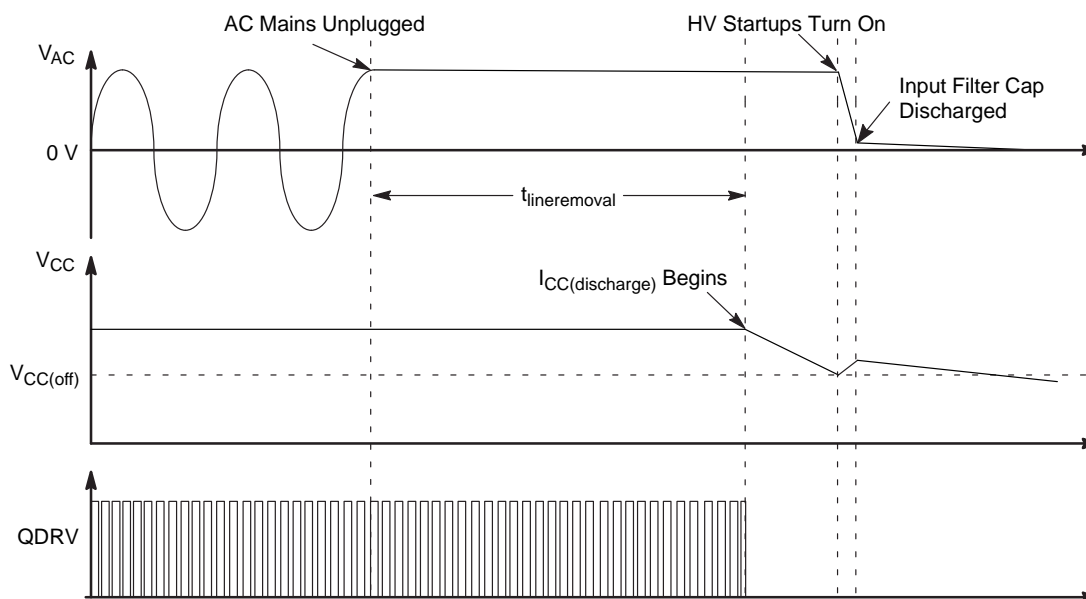 AC Mains Unplugged
HV Startups Turn On
VAC
Input Filter Cap
Discharged
0 V
tlineremoval
VCC
ICC(discharge) Begins
VCC(off)
QDRV